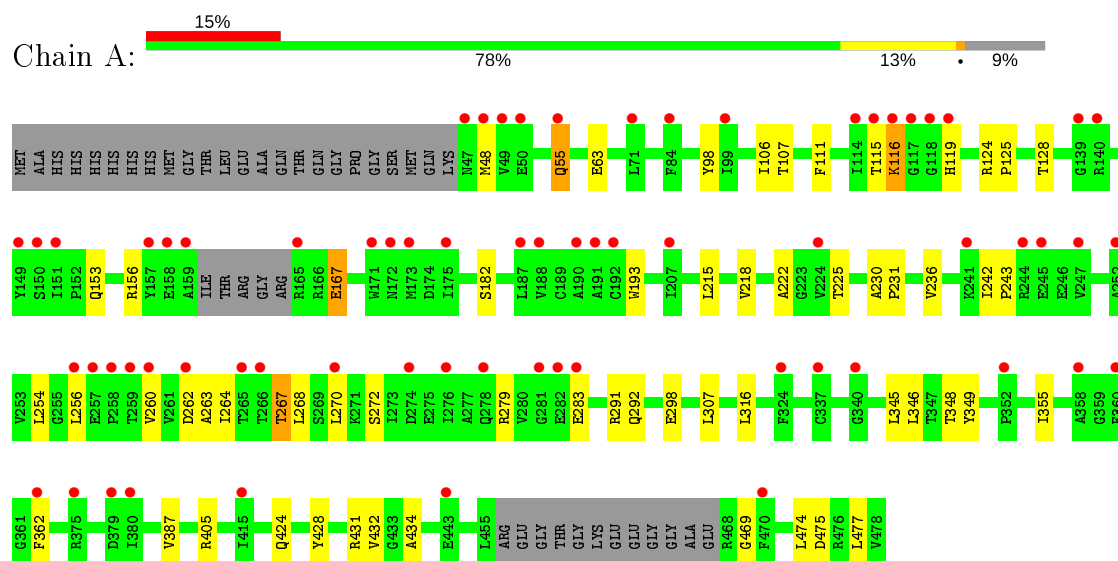 15%
Chain A:
78% 13% • 9%
MET ALA HIS HIS HIS HIS HIS HIS MET GLY THR LEU GLU ALA GLN THR GLN GLY PRO GLY SER MET GLN LYS N47 M48 V49 E50 Q55 E63 L71 F84 Y98 I99 I106 T107 F111 I114 T115 K116 G117 G118 H119 R124 P125 T128 G139 R140
Y149 S150 I151 P152 Q153 R156 Y157 E158 A159 ILE THR ARG GLY ARG R165 R166 E167 W171 N172 M173 D174 I175 S182 L187 V188 C189 A190 A191 C192 W193 I207 L215 V218 A222 G223 V224 T225 A230 P231 V236 K241 I242 P243 R244 E245 E246 V247 A252
V253 L254 G255 L256 E257 P258 T259 V260 V261 D262 A263 I264 T265 T266 T267 L268 S269 L270 K271 S272 I273 D274 E275 I276 A277 Q278 R279 V280 G281 E282 E283 R291 Q292 E298 L307 L316 F324 C337 G340 L345 L346 T347 T348 Y349 P352 I355 A358 G359
G361 F362 R375 D379 I380 V387 R405 I415 Q424 Y428 R431 V432 G433 A434 E443 L455 ARG GLU GLY THR GLY LYS GLU GLU GLY GLY ALA GLU R468 G469 F470 L474 D475 R476 L477 V478